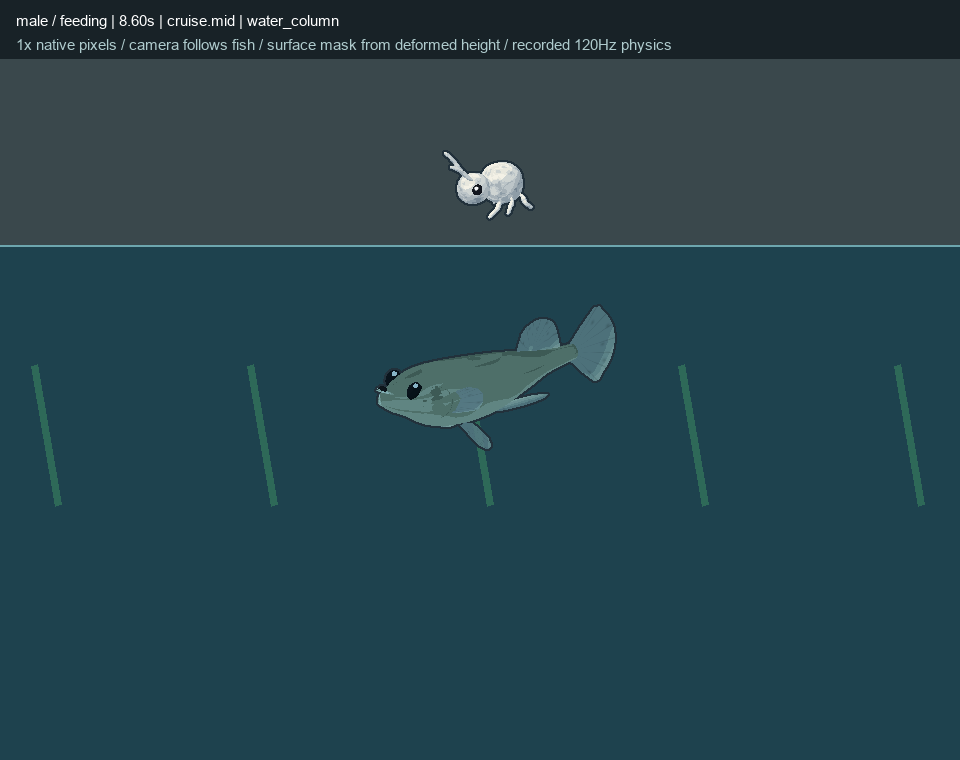 male / feeding | 8.60s | cruise.mid | water_column
1x native pixels / camera follows fish / surface mask from deformed height / recorded 120Hz physics